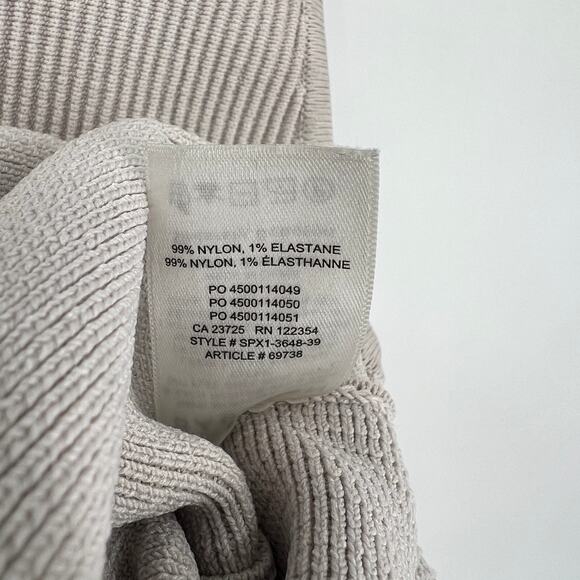 99% NYLON, 1% ELASTANE
99% NYLON, 1% ÉLASTHANNE
PO 4500114049
PO 4500114050
PO 4500114051
CA 23725 RN 122354
STYLE # SPX1-3648-39
ARTICLE # 69738